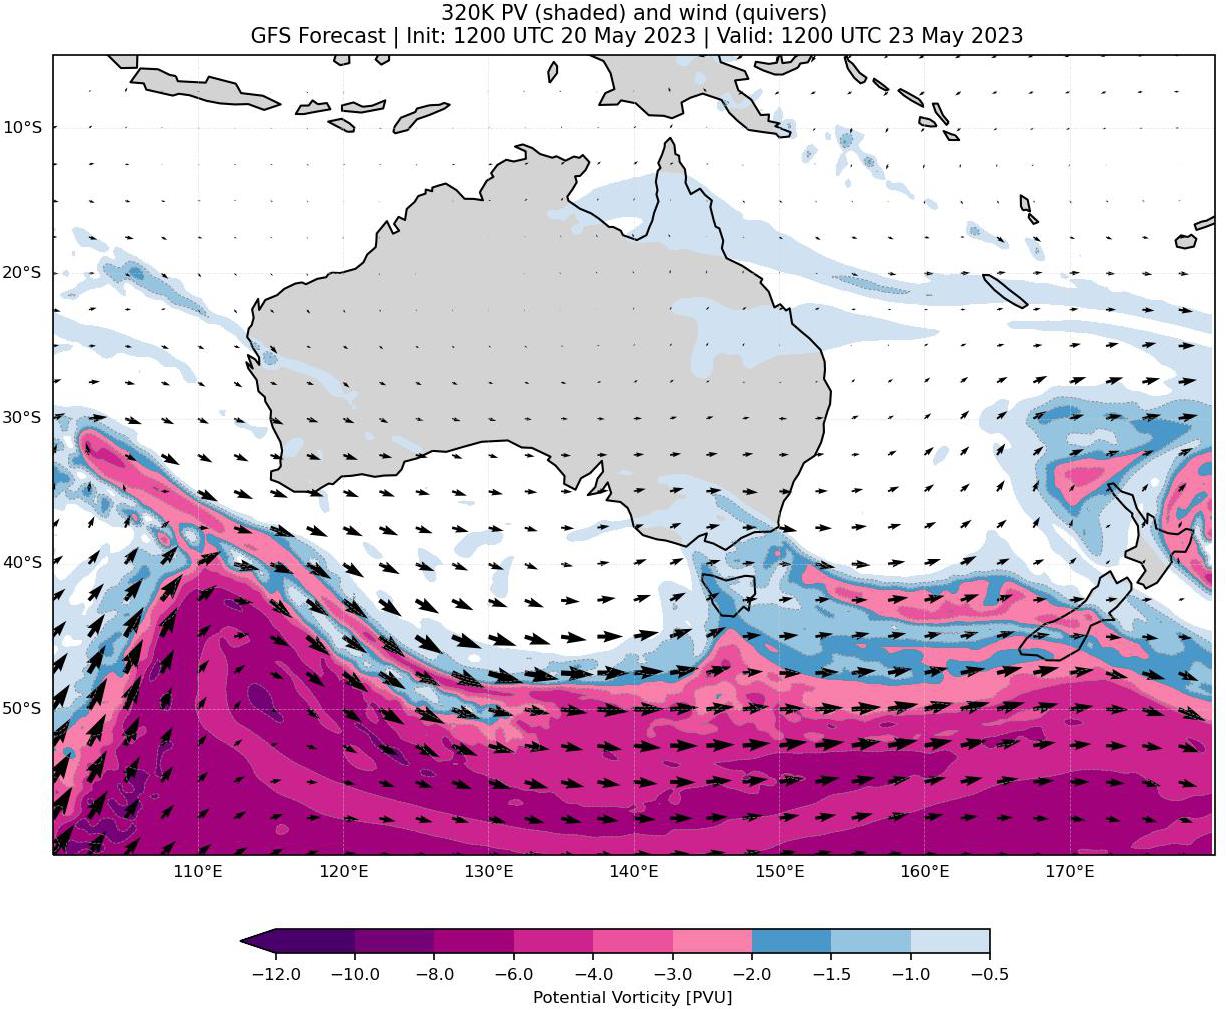 320K PV (shaded) and wind (quivers)
GFS Forecast | Init: 1200 UTC 20 May 2023 | Valid: 1200 UTC 23 May 2023
10°S
20°S
30°S
40°S
50°S
110°E 120°E 130°E 140°E 150°E 160°E 170°E
−12.0 −10.0 −8.0 −6.0 −4.0 −3.0 −2.0 −1.5 −1.0 −0.5
Potential Vorticity [PVU]